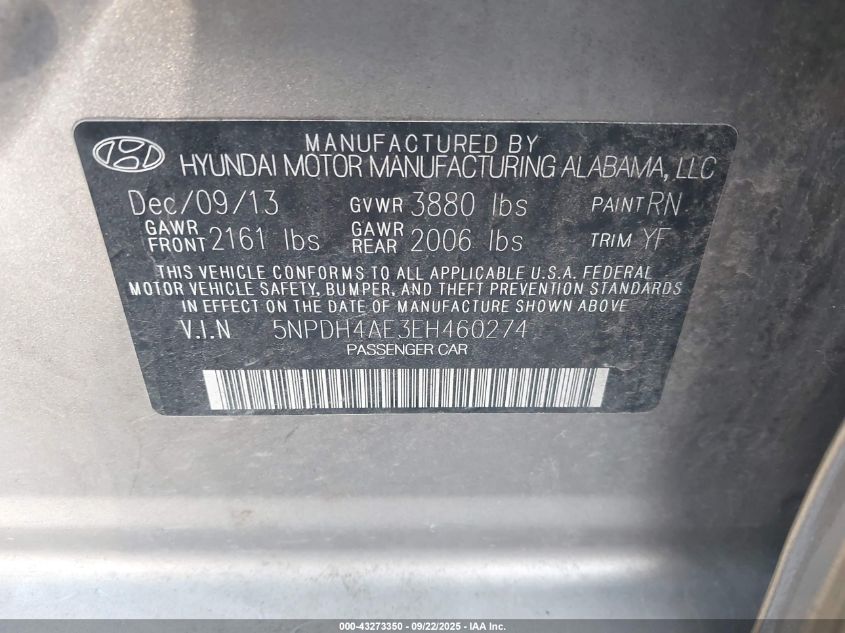 MANUFACTURED BY
HYUNDAI MOTOR MANUFACTURING ALABAMA, LLC
Dec/09/13 GVWR 3880 lbs PAINT RN
GAWR FRONT 2161 lbs GAWR REAR 2006 lbs TRIM YF
THIS VEHICLE CONFORMS TO ALL APPLICABLE U.S.A. FEDERAL
MOTOR VEHICLE SAFETY, BUMPER, AND THEFT PREVENTION STANDARDS
IN EFFECT ON THE DATE OF MANUFACTURE SHOWN ABOVE
V.I.N 5NPDH4AE3EH460274
PASSENGER CAR
000-43273350 - 09/22/2025 - IAA Inc.